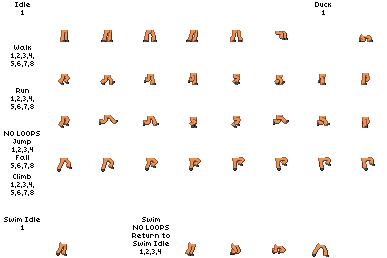 Idle
1
Duck
1
Walk
1,2,3,4,
5,6,7,8
Run
1,2,3,4,
5,6,7,8
NO LOOPS
Jump
1,2,3,4
Fall
5,6,7,8
Climb
1,2,3,4,
5,6,7,8
Swim Idle
1
Swim
NO LOOPS
Return to
Swim Idle
1,2,3,4